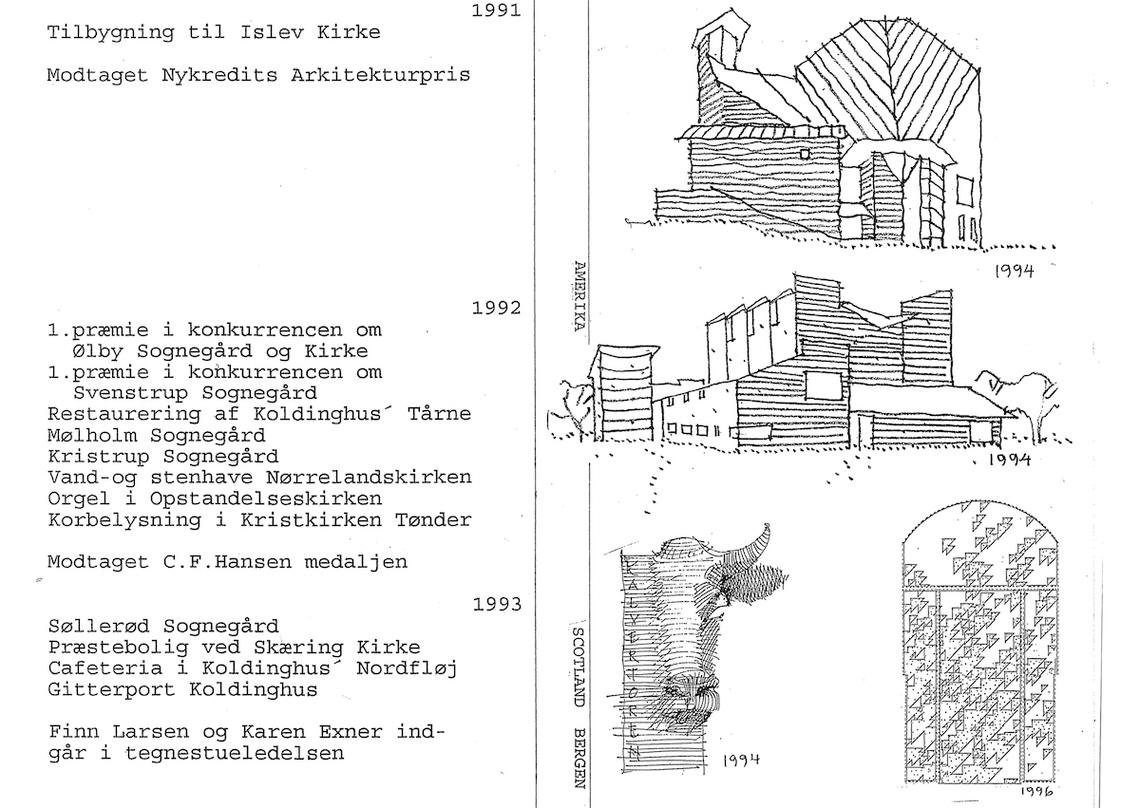 1991
Tilbygning til Islev Kirke
Modtaget Nykredits Arkitekturpris
1992
1.præmie i konkurrencen om
Ølby Sognegård og Kirke
1.præmie i konkurrencen om
Svenstrup Sognegård
Restaurering af Koldinghus´ Tårne
Mølholm Sognegård
Kristrup Sognegård
Vand-og stenhave Nørrelandskirken
Orgel i Opstandelseskirken
Korbelysning i Kristkirken Tønder
Modtaget C.F.Hansen medaljen
1993
Søllerød Sognegård
Præstebolig ved Skæring Kirke
Cafeteria i Koldinghus´ Nordfløj
Gitterport Koldinghus
Finn Larsen og Karen Exner ind-
går i tegnestueledelsen
AMERIKA
SCOTLAND BERGEN
1994
1994
KALVETORVEN
1994
1996